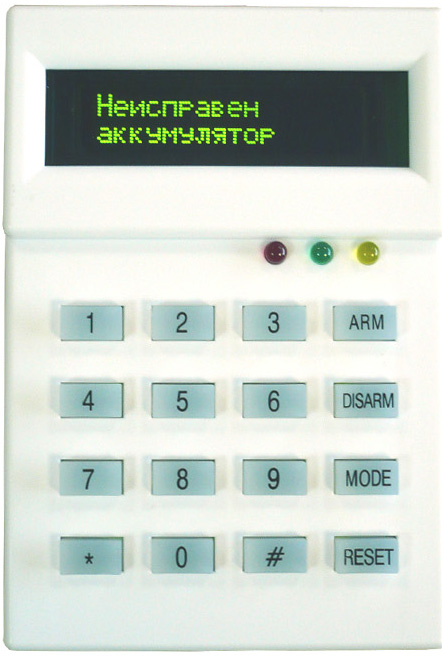 Неисправен
аккумулятор
1 2 3 ARM
4 5 6 DISARM
7 8 9 MODE
* 0 # RESET